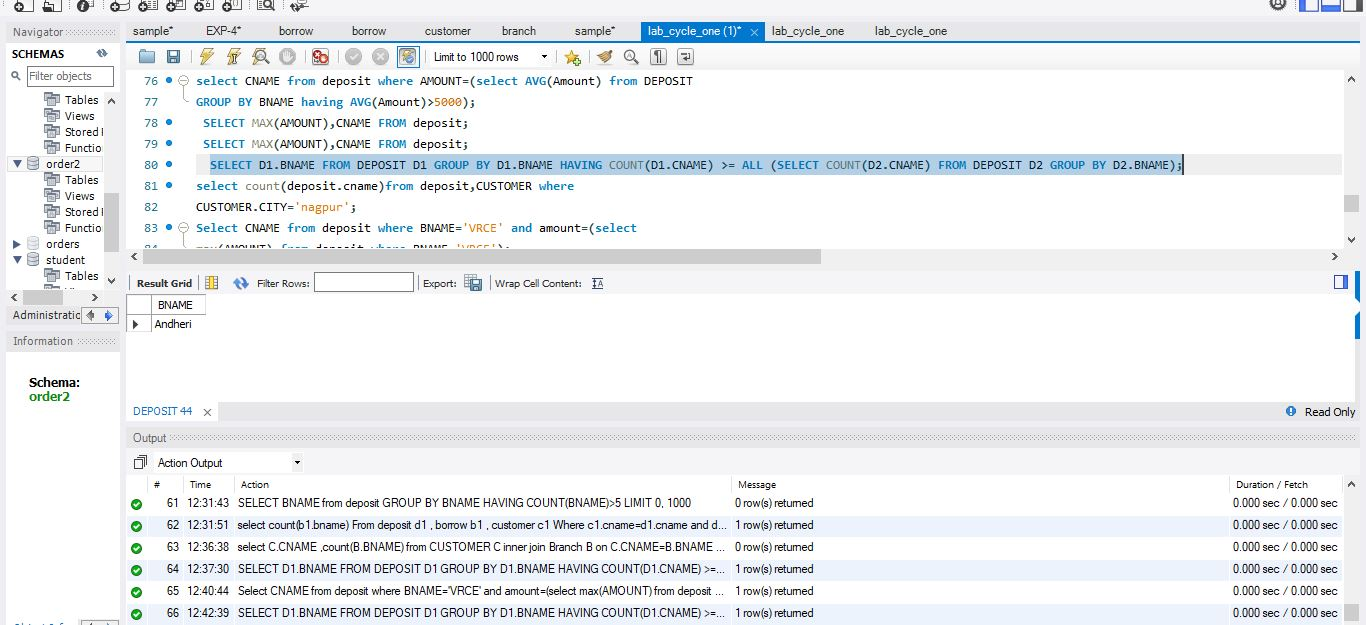 sample*
EXP-4*
borrow
borrow
customer
branch
sample*
lab_cycle_one (1)*
lab_cycle_one
lab_cycle_one
Navigator
SCHEMAS
Filter objects
Tables
Views
Stored
Functio
order2
Tables
Views
Stored
Functio
orders
student
Tables
Administratic
Information
Schema:
order2
Limit to 1000 rows
76 select CNAME from deposit where AMOUNT=(select AVG(Amount) from DEPOSIT
77 GROUP BY BNAME having AVG(Amount)>5000);
78 SELECT MAX(AMOUNT),CNAME FROM deposit;
79 SELECT MAX(AMOUNT),CNAME FROM deposit;
80 SELECT D1.BNAME FROM DEPOSIT D1 GROUP BY D1.BNAME HAVING COUNT(D1.CNAME) >= ALL (SELECT COUNT(D2.CNAME) FROM DEPOSIT D2 GROUP BY D2.BNAME);
81 select count(deposit.cname)from deposit,CUSTOMER where
82 CUSTOMER.CITY='nagpur';
83 Select CNAME from deposit where BNAME='VRCE' and amount=(select
Result Grid Filter Rows: Export: Wrap Cell Content:
BNAME
Andheri
DEPOSIT 44
Read Only
Output
Action Output
# Time Action Message Duration / Fetch
61 12:31:43 SELECT BNAME from deposit GROUP BY BNAME HAVING COUNT(BNAME)>5 LIMIT 0, 1000 0 row(s) returned 0.000 sec / 0.000 sec
62 12:31:51 select count(b1.bname) From deposit d1 , borrow b1 , customer c1 Where c1.cname=d1.cname and d... 1 row(s) returned 0.000 sec / 0.000 sec
63 12:36:38 select C.CNAME ,count(B.BNAME) from CUSTOMER C inner join Branch B on C.CNAME=B.BNAME ... 0 row(s) returned 0.000 sec / 0.000 sec
64 12:37:30 SELECT D1.BNAME FROM DEPOSIT D1 GROUP BY D1.BNAME HAVING COUNT(D1.CNAME) >=... 1 row(s) returned 0.000 sec / 0.000 sec
65 12:40:44 Select CNAME from deposit where BNAME='VRCE' and amount=(select max(AMOUNT) from deposit ... 1 row(s) returned 0.000 sec / 0.000 sec
66 12:42:39 SELECT D1.BNAME FROM DEPOSIT D1 GROUP BY D1.BNAME HAVING COUNT(D1.CNAME) >=... 1 row(s) returned 0.000 sec / 0.000 sec